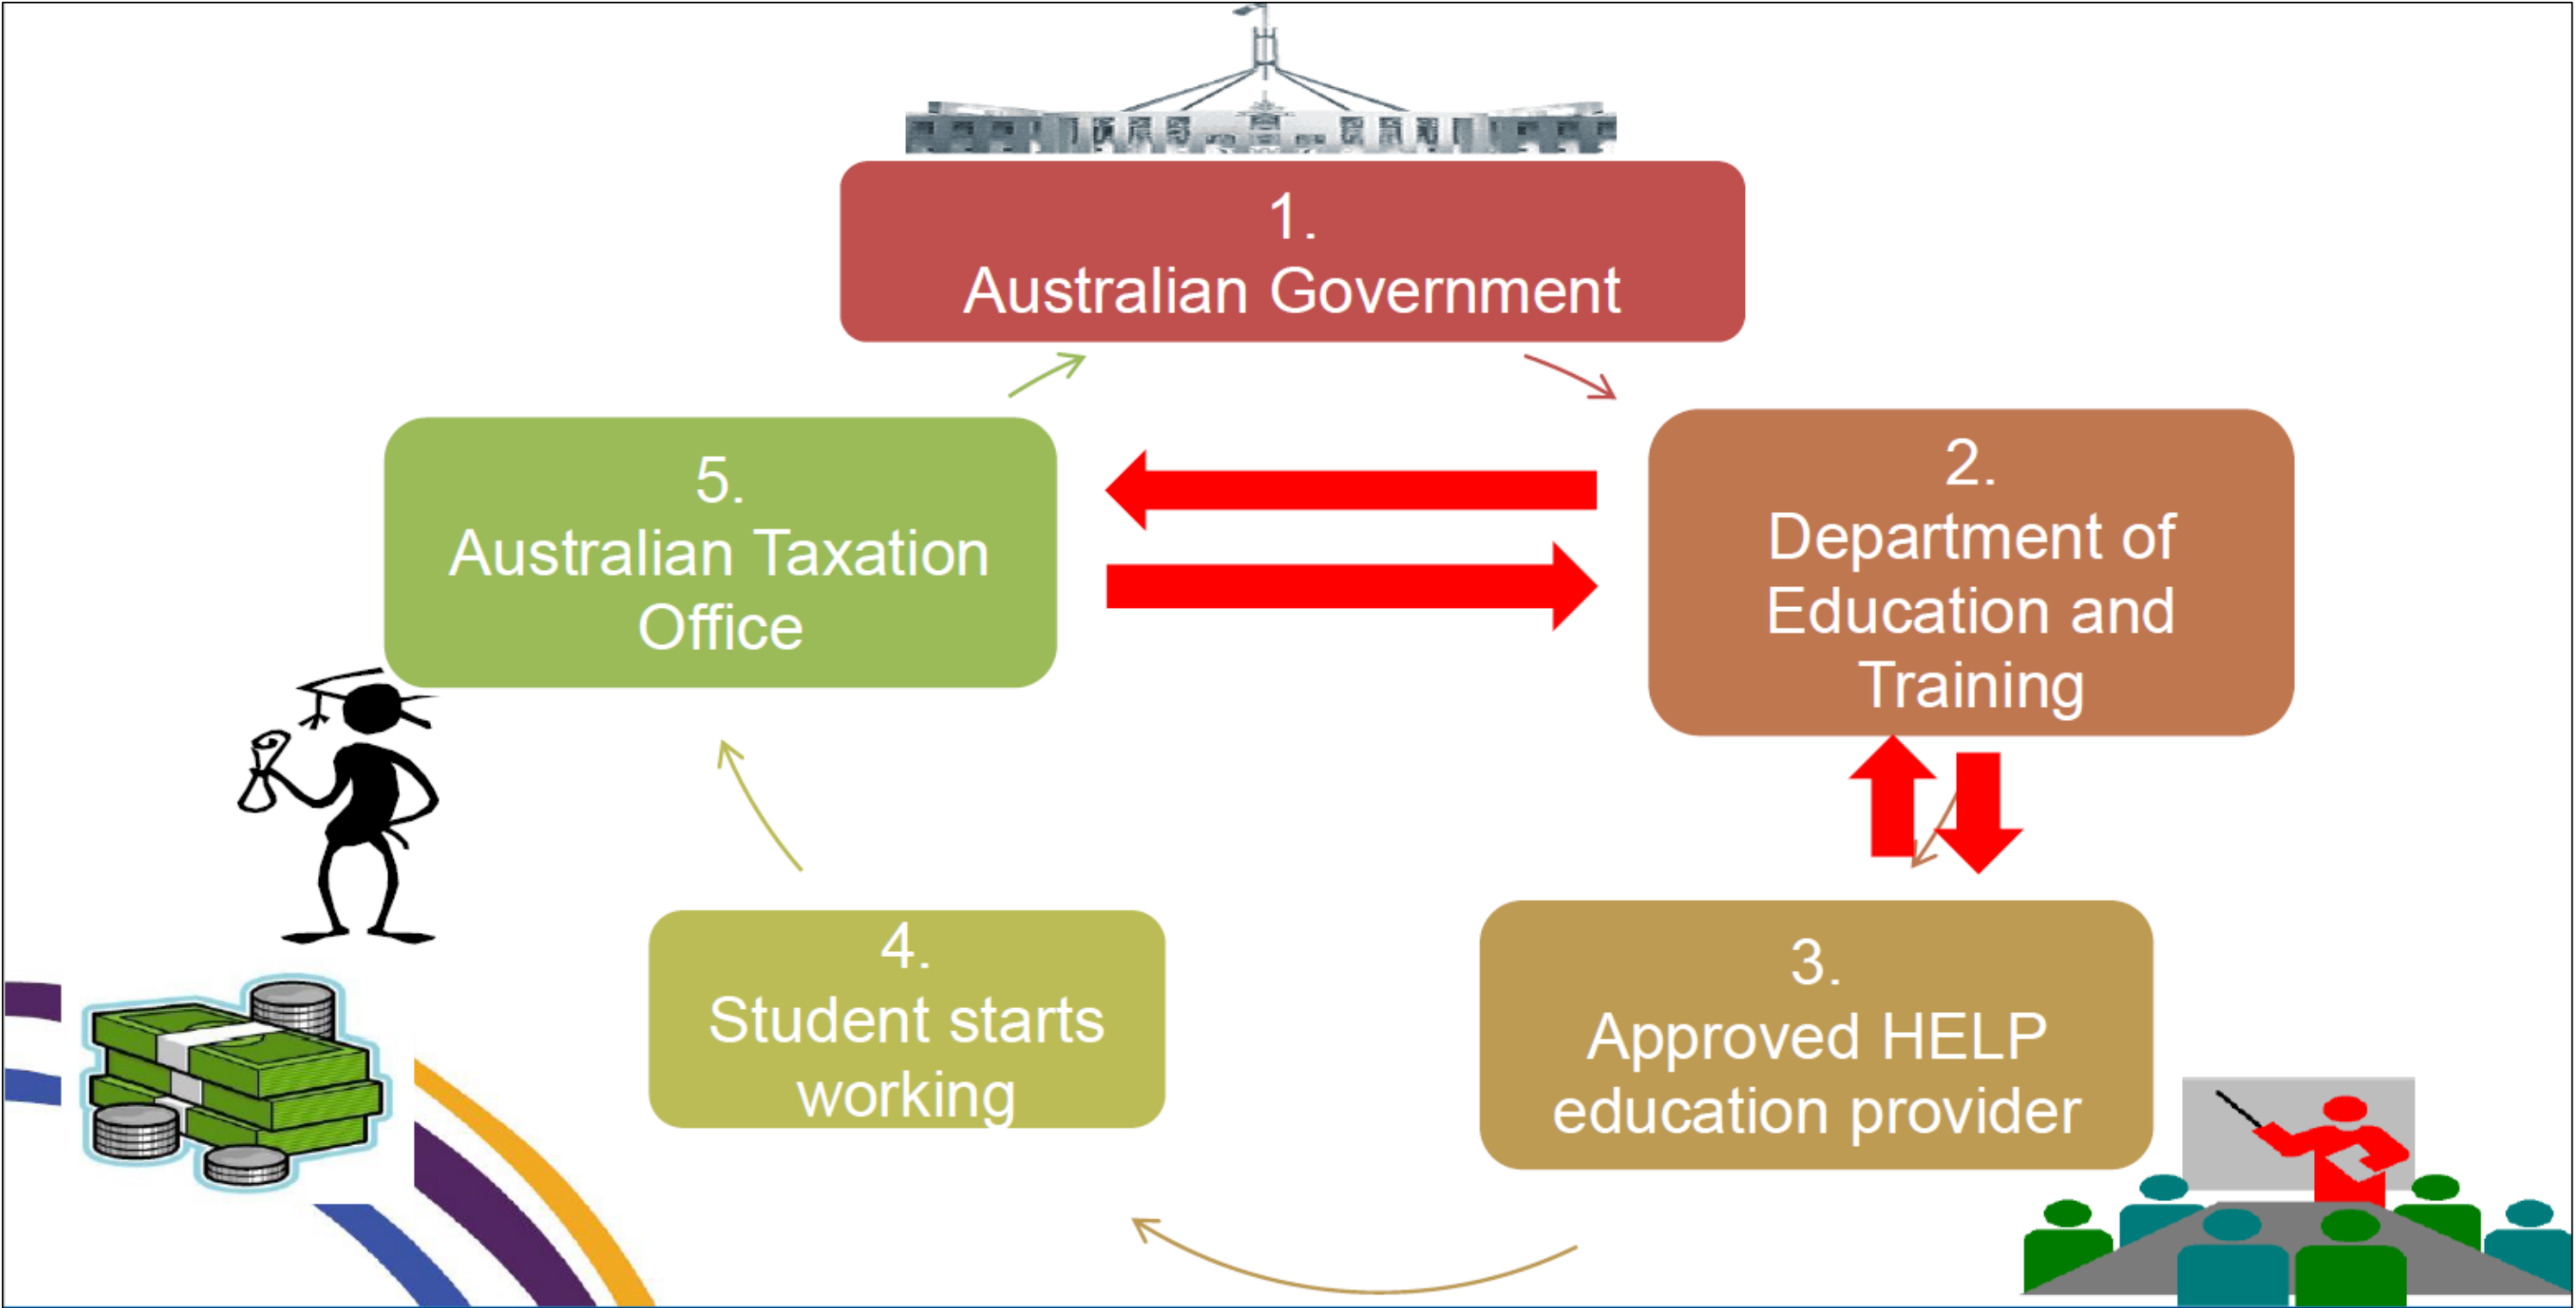 1.
Australian Government
2.
Department of
Education and
Training
3.
Approved HELP
education provider
4.
Student starts
working
5.
Australian Taxation
Office